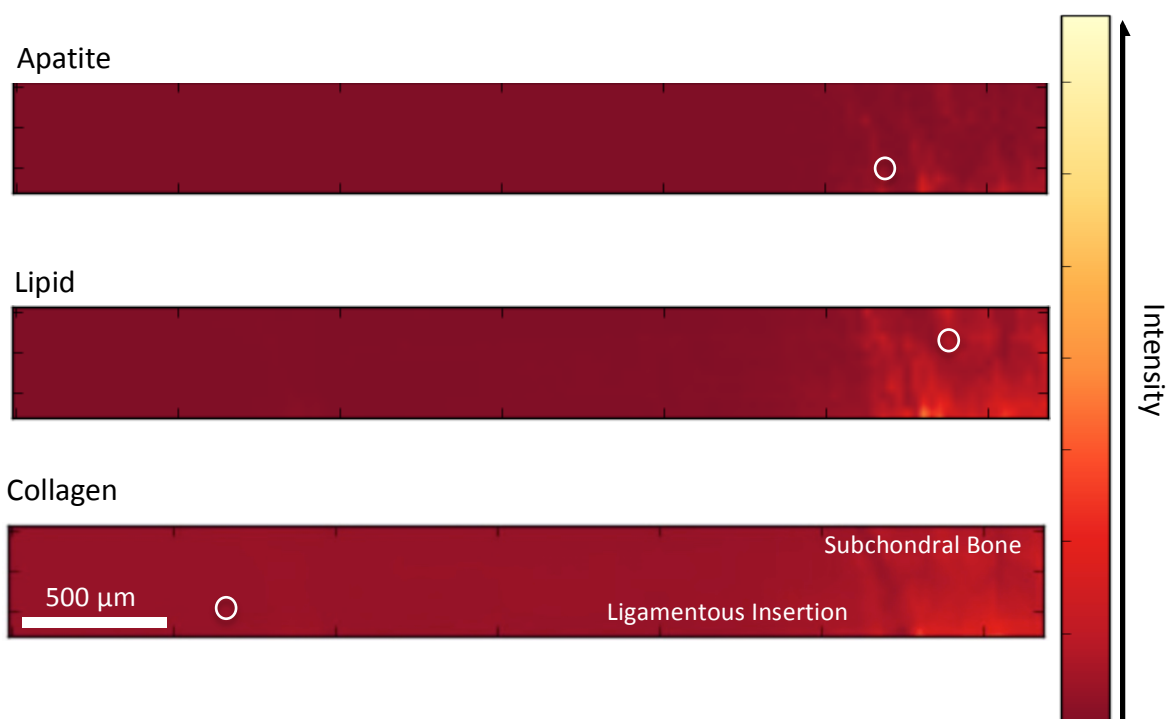 Apatite
Lipid
Collagen
Subchondral Bone
500 μm
Ligamentous Insertion
Intensity